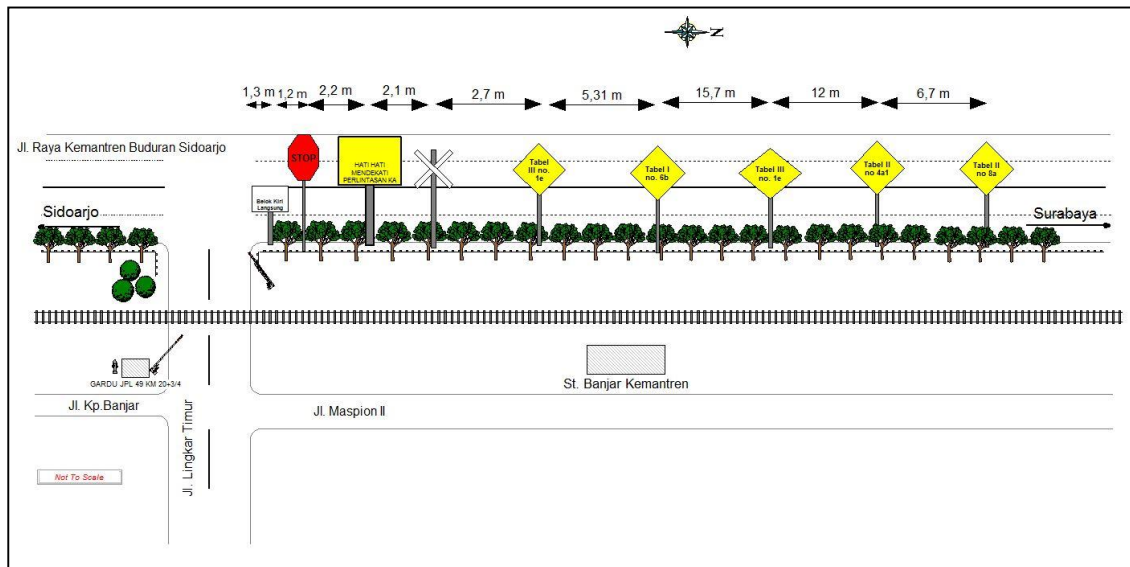 N
1,3 m
1,2 m
2,2 m
2,1 m
2,7 m
5,31 m
15,7 m
12 m
6,7 m
Jl. Raya Kemantren Buduran Sidoarjo
STOP
HATI HATI
MENDEKATI
PERLINTASAN KA
Tabel
III no.
1e
Tabel I
no. 6b
Tabel III
no. 1e
Tabel II
no 4a1
Tabel II
no 8a
Belok Kiri
Langsung
Sidoarjo
Surabaya
GARDU JPL 49 KM 20+3/4
St. Banjar Kemantren
Jl. Kp.Banjar
Jl. Maspion II
Jl. Lingkar Timur
Not To Scale